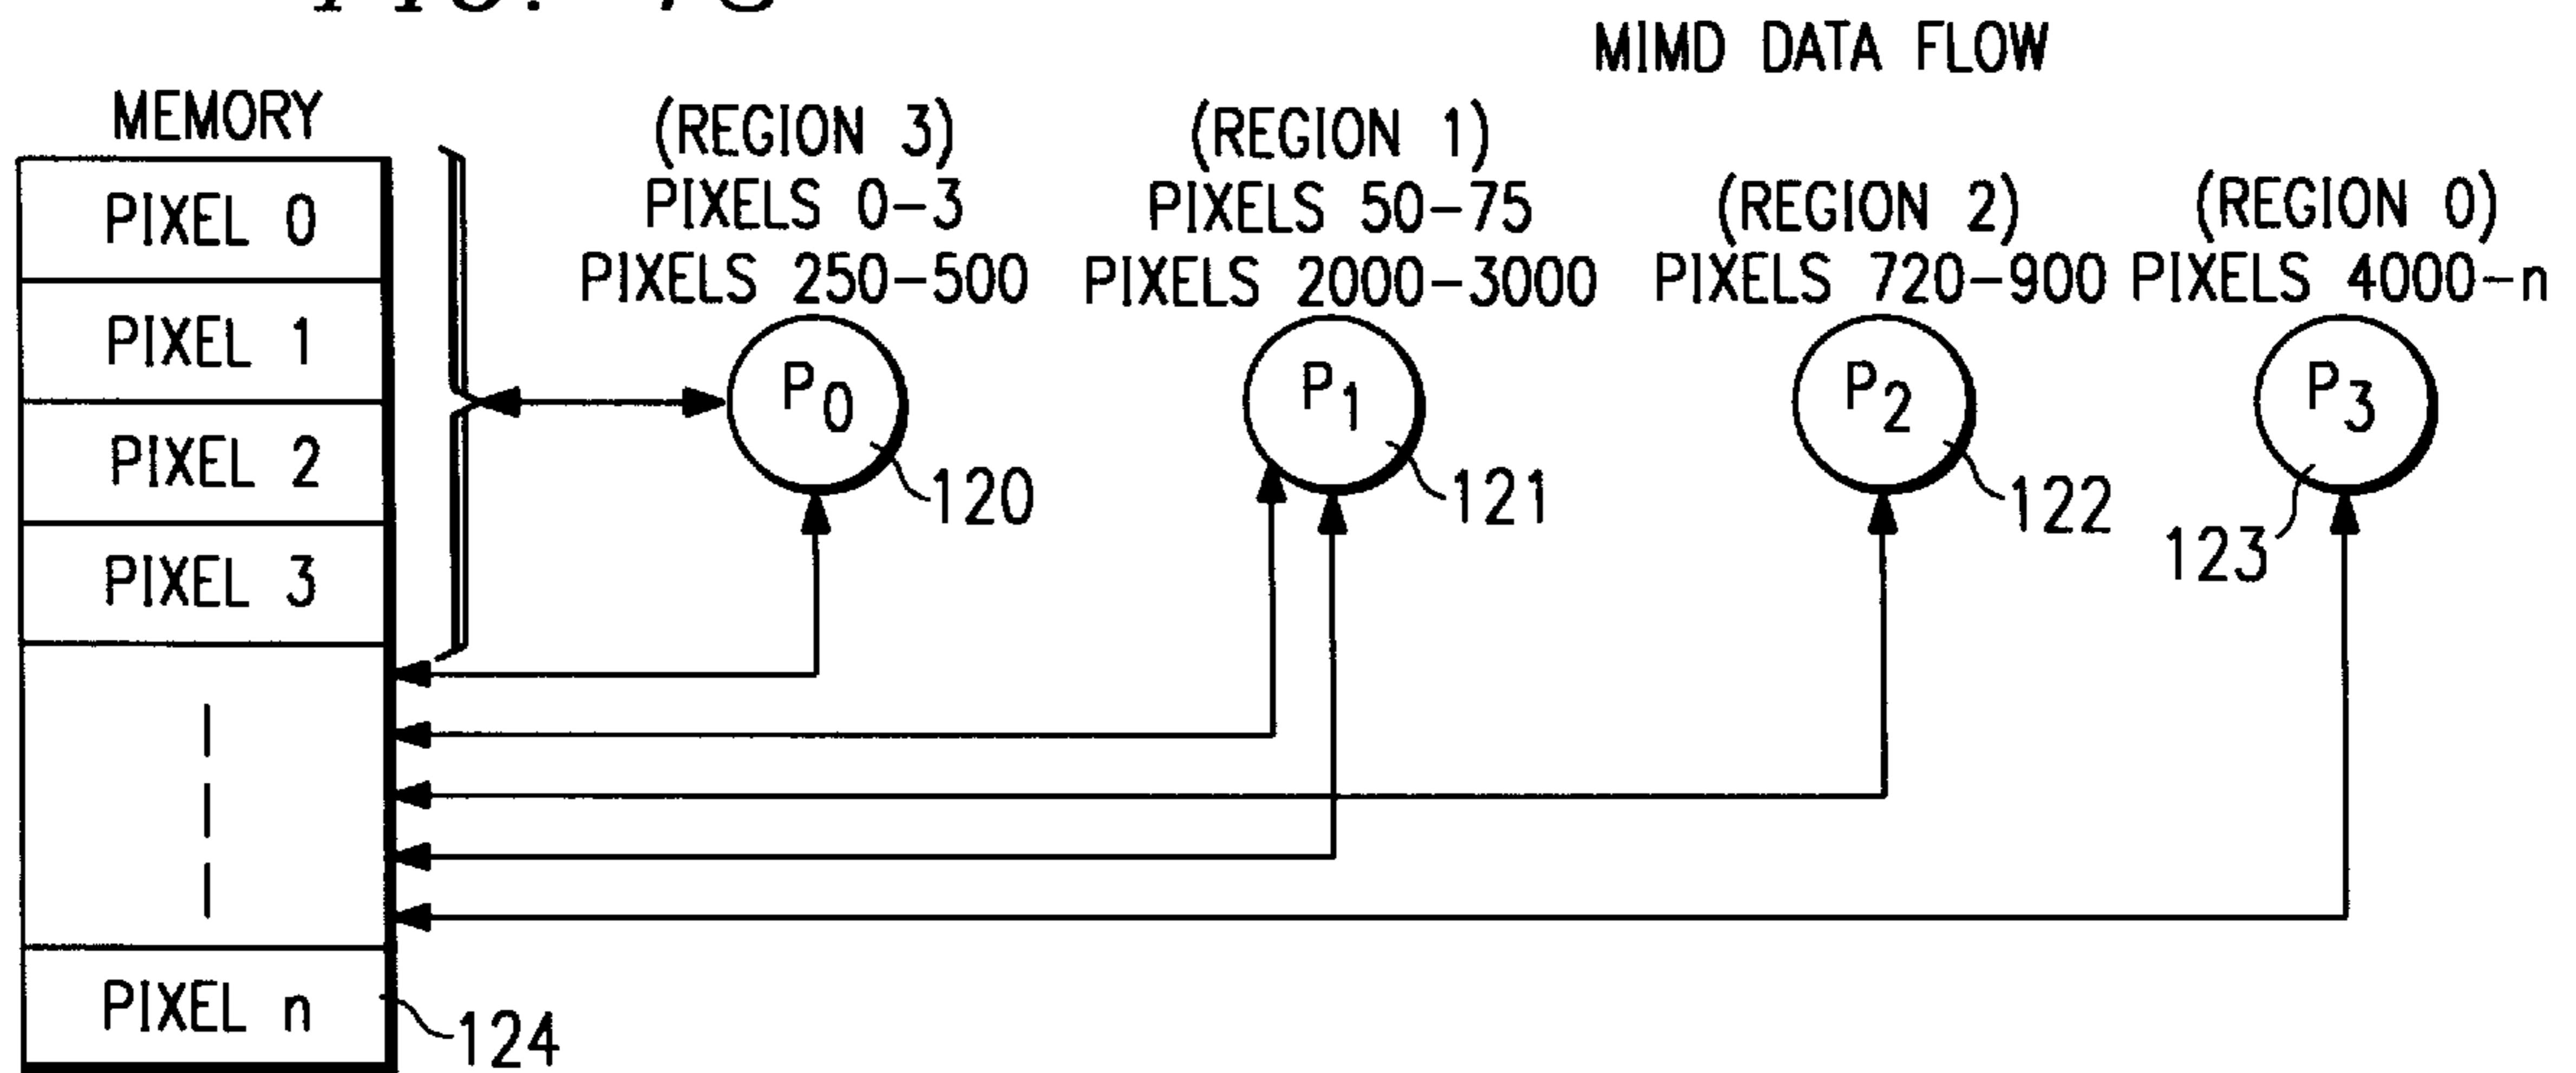 MIMD DATA FLOW
MEMORY
PIXEL 0
PIXEL 1
PIXEL 2
PIXEL 3
PIXEL n
124
(REGION 3)
PIXELS 0-3
PIXELS 250-500
P0
120
(REGION 1)
PIXELS 50-75
PIXELS 2000-3000
P1
121
(REGION 2)
PIXELS 720-900
P2
122
(REGION 0)
PIXELS 4000-n
P3
123